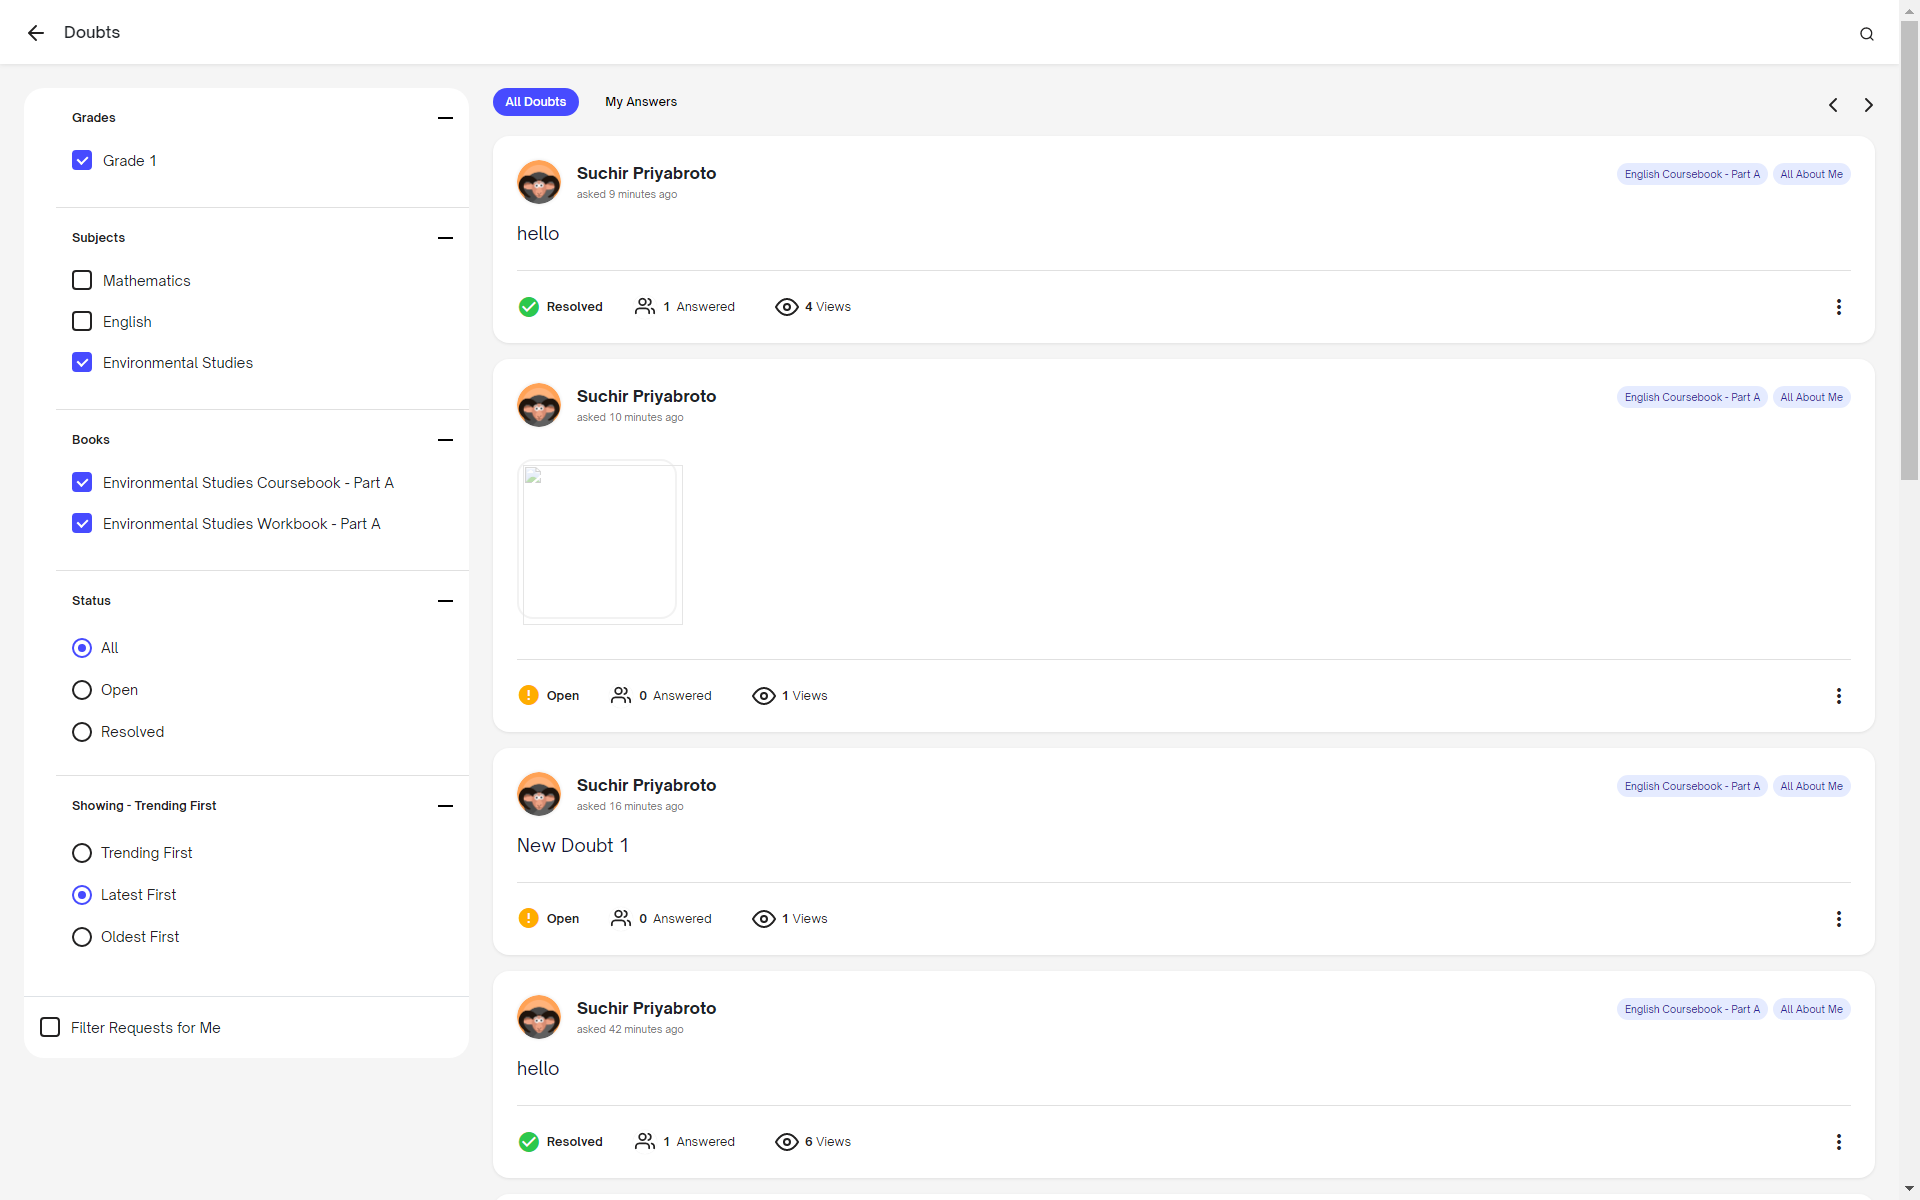 Doubts
Grades
Grade 1
Subjects
Mathematics
English
Environmental Studies
Books
Environmental Studies Coursebook - Part A
Environmental Studies Workbook - Part A
Status
All
Open
Resolved
Showing - Trending First
Trending First
Latest First
Oldest First
Filter Requests for Me
All Doubts My Answers
Suchir Priyabroto English Coursebook - Part A All About Me
asked 9 minutes ago
hello
Resolved 1 Answered 4 Views
Suchir Priyabroto English Coursebook - Part A All About Me
asked 10 minutes ago
Open 0 Answered 1 Views
Suchir Priyabroto English Coursebook - Part A All About Me
asked 16 minutes ago
New Doubt 1
Open 0 Answered 1 Views
Suchir Priyabroto English Coursebook - Part A All About Me
asked 42 minutes ago
hello
Resolved 1 Answered 6 Views